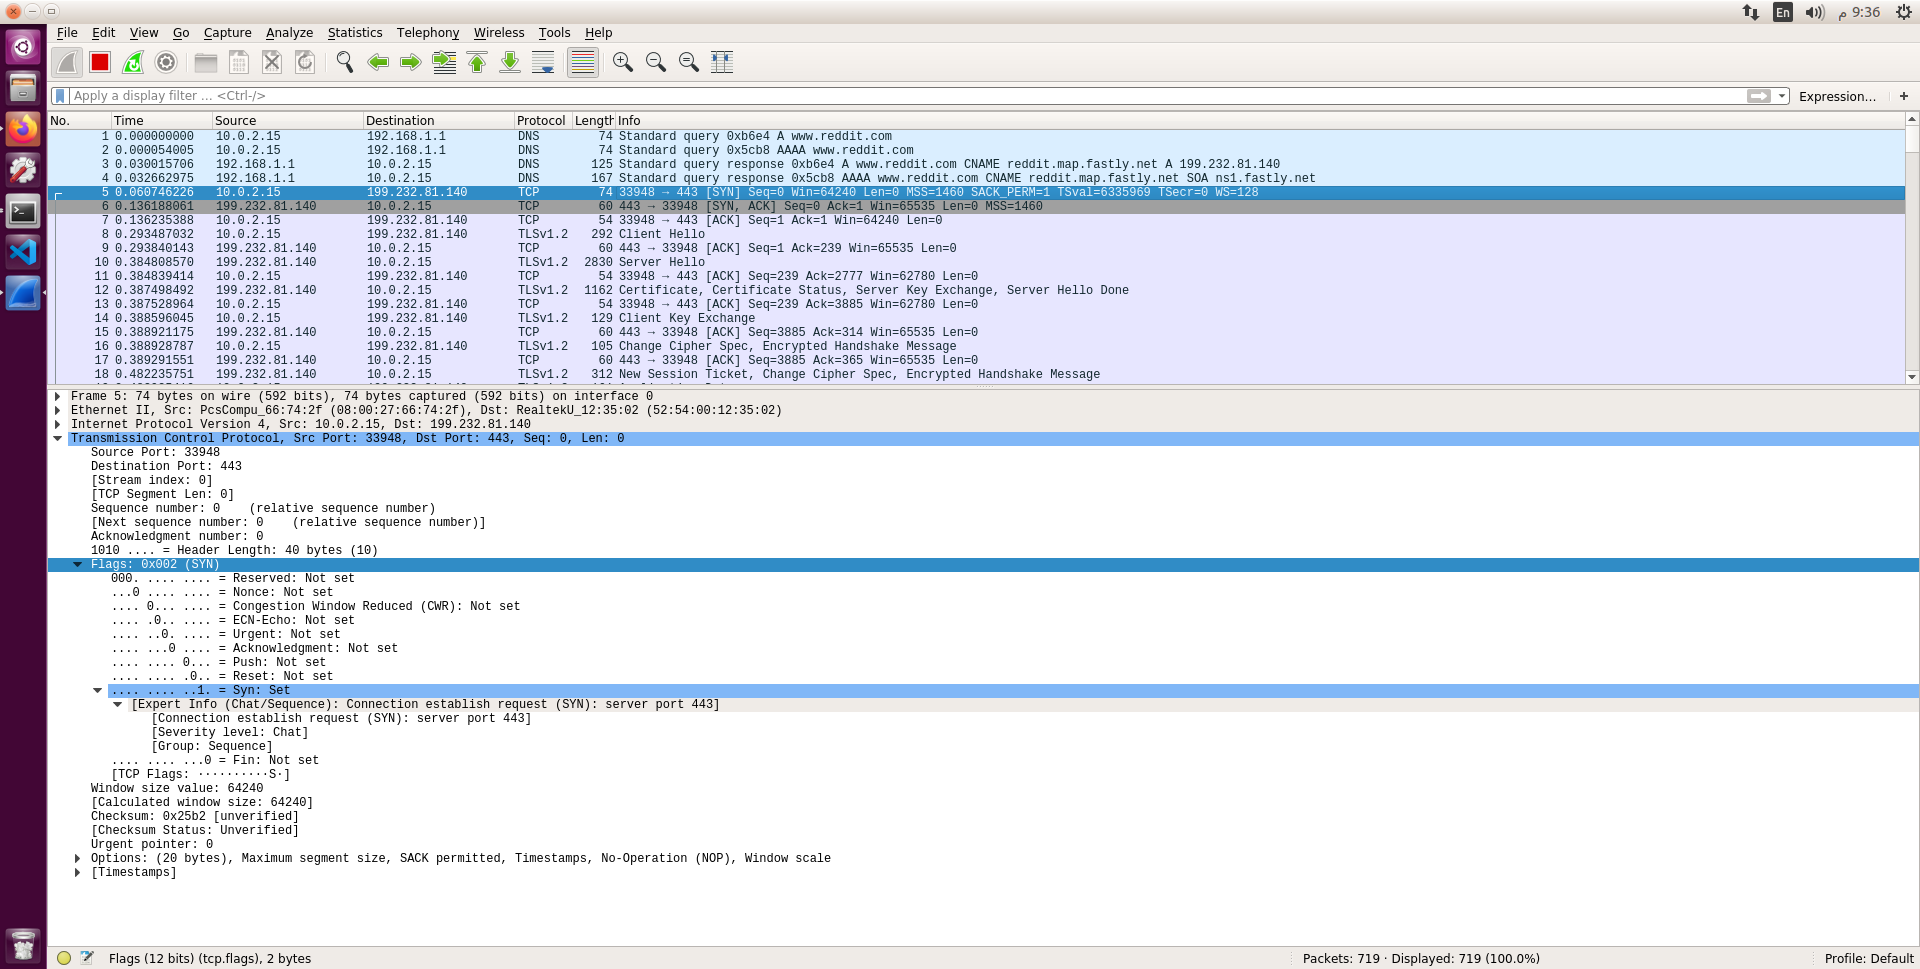 En م 9:36
File Edit View Go Capture Analyze Statistics Telephony Wireless Tools Help
Apply a display filter ... <Ctrl-/> Expression... +
No. Time Source Destination Protocol Length Info
1 0.000000000 10.0.2.15 192.168.1.1 DNS 74 Standard query 0xb6e4 A www.reddit.com
2 0.000054005 10.0.2.15 192.168.1.1 DNS 74 Standard query 0x5cb8 AAAA www.reddit.com
3 0.030015706 192.168.1.1 10.0.2.15 DNS 125 Standard query response 0xb6e4 A www.reddit.com CNAME reddit.map.fastly.net A 199.232.81.140
4 0.032662975 192.168.1.1 10.0.2.15 DNS 167 Standard query response 0x5cb8 AAAA www.reddit.com CNAME reddit.map.fastly.net SOA ns1.fastly.net
5 0.060746226 10.0.2.15 199.232.81.140 TCP 74 33948 → 443 [SYN] Seq=0 Win=64240 Len=0 MSS=1460 SACK_PERM=1 TSval=6335969 TSecr=0 WS=128
6 0.136188061 199.232.81.140 10.0.2.15 TCP 60 443 → 33948 [SYN, ACK] Seq=0 Ack=1 Win=65535 Len=0 MSS=1460
7 0.136235388 10.0.2.15 199.232.81.140 TCP 54 33948 → 443 [ACK] Seq=1 Ack=1 Win=64240 Len=0
8 0.293487032 10.0.2.15 199.232.81.140 TLSv1.2 292 Client Hello
9 0.293840143 199.232.81.140 10.0.2.15 TCP 60 443 → 33948 [ACK] Seq=1 Ack=239 Win=65535 Len=0
10 0.384808570 199.232.81.140 10.0.2.15 TLSv1.2 2830 Server Hello
11 0.384839414 10.0.2.15 199.232.81.140 TCP 54 33948 → 443 [ACK] Seq=239 Ack=2777 Win=62780 Len=0
12 0.387498492 199.232.81.140 10.0.2.15 TLSv1.2 1162 Certificate, Certificate Status, Server Key Exchange, Server Hello Done
13 0.387528964 10.0.2.15 199.232.81.140 TCP 54 33948 → 443 [ACK] Seq=239 Ack=3885 Win=62780 Len=0
14 0.388596045 10.0.2.15 199.232.81.140 TLSv1.2 129 Client Key Exchange
15 0.388921175 199.232.81.140 10.0.2.15 TCP 60 443 → 33948 [ACK] Seq=3885 Ack=314 Win=65535 Len=0
16 0.388928787 10.0.2.15 199.232.81.140 TLSv1.2 105 Change Cipher Spec, Encrypted Handshake Message
17 0.389291551 199.232.81.140 10.0.2.15 TCP 60 443 → 33948 [ACK] Seq=3885 Ack=365 Win=65535 Len=0
18 0.482235751 199.232.81.140 10.0.2.15 TLSv1.2 312 New Session Ticket, Change Cipher Spec, Encrypted Handshake Message
Frame 5: 74 bytes on wire (592 bits), 74 bytes captured (592 bits) on interface 0
Ethernet II, Src: PcsCompu_66:74:2f (08:00:27:66:74:2f), Dst: RealtekU_12:35:02 (52:54:00:12:35:02)
Internet Protocol Version 4, Src: 10.0.2.15, Dst: 199.232.81.140
Transmission Control Protocol, Src Port: 33948, Dst Port: 443, Seq: 0, Len: 0
Source Port: 33948
Destination Port: 443
[Stream index: 0]
[TCP Segment Len: 0]
Sequence number: 0 (relative sequence number)
[Next sequence number: 0 (relative sequence number)]
Acknowledgment number: 0
1010 .... = Header Length: 40 bytes (10)
Flags: 0x002 (SYN)
000. .... .... = Reserved: Not set
...0 .... .... = Nonce: Not set
.... 0... .... = Congestion Window Reduced (CWR): Not set
.... .0.. .... = ECN-Echo: Not set
.... ..0. .... = Urgent: Not set
.... ...0 .... = Acknowledgment: Not set
.... .... 0... = Push: Not set
.... .... .0.. = Reset: Not set
.... .... ..1. = Syn: Set
[Expert Info (Chat/Sequence): Connection establish request (SYN): server port 443]
[Connection establish request (SYN): server port 443]
[Severity level: Chat]
[Group: Sequence]
.... .... ...0 = Fin: Not set
[TCP Flags: ··········S·]
Window size value: 64240
[Calculated window size: 64240]
Checksum: 0x25b2 [unverified]
[Checksum Status: Unverified]
Urgent pointer: 0
Options: (20 bytes), Maximum segment size, SACK permitted, Timestamps, No-Operation (NOP), Window scale
[Timestamps]
Flags (12 bits) (tcp.flags), 2 bytes Packets: 719 · Displayed: 719 (100.0%) Profile: Default